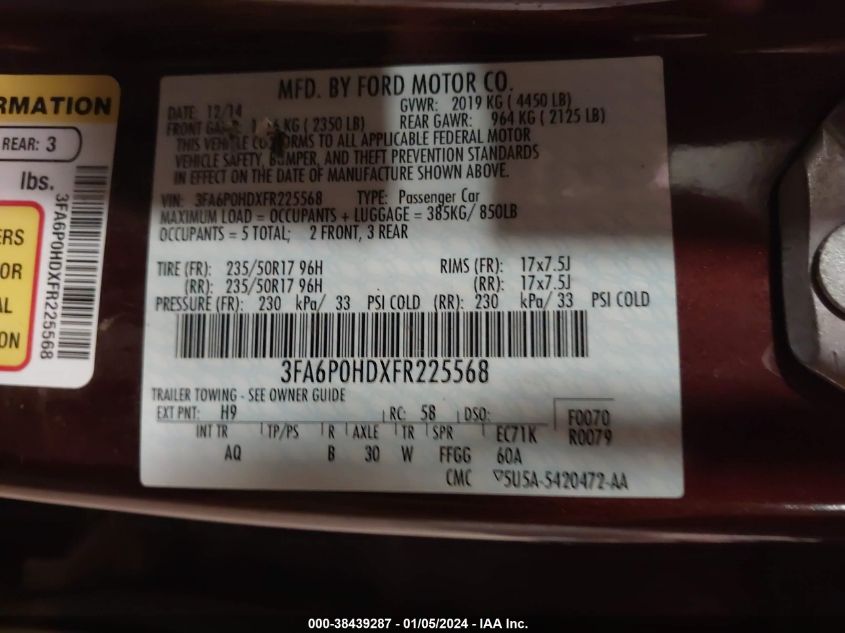 RMATION
REAR: 3
lbs.
ERS
OR
AL
ON
3FA6P0HDXFR225568
MFD. BY FORD MOTOR CO.
DATE: 12/14 GVWR: 2019 KG ( 4450 LB)
FRONT KG ( 2350 LB) REAR GAWR: 964 KG ( 2125 LB)
THIS VEHICLE CONFORMS TO ALL APPLICABLE FEDERAL MOTOR
VEHICLE SAFETY, BUMPER, AND THEFT PREVENTION STANDARDS
IN EFFECT ON THE DATE OF MANUFACTURE SHOWN ABOVE.
VIN: 3FA6P0HDXFR225568 TYPE: Passenger Car
MAXIMUM LOAD = OCCUPANTS + LUGGAGE = 385KG/ 850LB
OCCUPANTS = 5 TOTAL; 2 FRONT, 3 REAR
TIRE (FR): 235/50R17 96H RIMS (FR): 17x7.5J
(RR): 235/50R17 96H (RR): 17x7.5J
PRESSURE (FR): 230 kPa/ 33 PSI COLD (RR): 230 kPa/ 33 PSI COLD
3FA6P0HDXFR225568
TRAILER TOWING - SEE OWNER GUIDE
EXT PNT: H9 RC: 58 DSO: F0070
INT TR TP/PS R AXLE TR SPR EC71K R0079
AQ B 30 W FFGG 60A
CMC 5U5A-5420472-AA
000-38439287 - 01/05/2024 - IAA Inc.